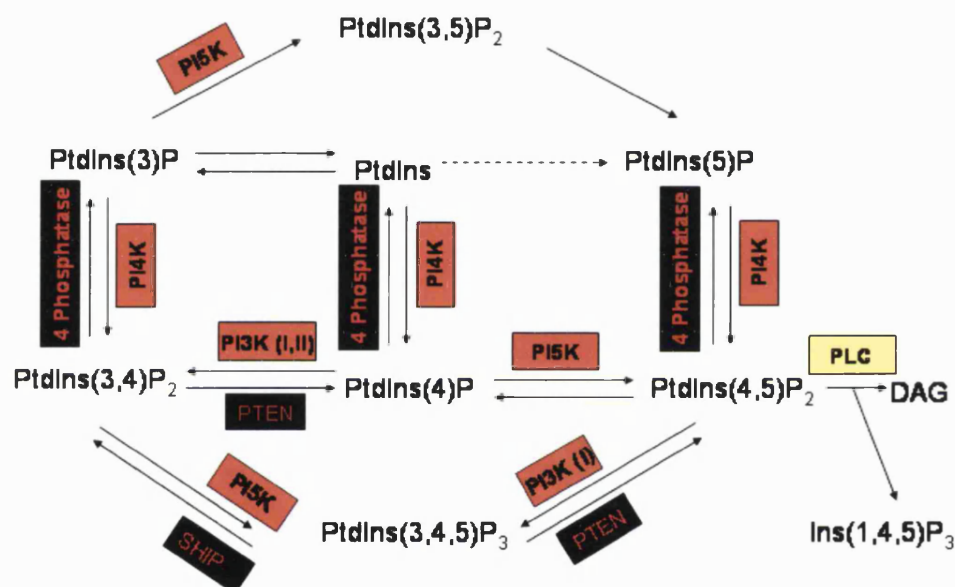 PtdIns(3,5)P₂
PI5K
PtdIns(3)P
PtdIns
PtdIns(5)P
4 Phosphatase
PI4K
4 Phosphatase
PI4K
4 Phosphatase
PI4K
PI3K (I,II)
PI5K
PLC
PtdIns(3,4)P₂
PTEN
PtdIns(4)P
PtdIns(4,5)P₂
DAG
PI5K
SHIP
PtdIns(3,4,5)P₃
PI3K (I)
PTEN
Ins(1,4,5)P₃